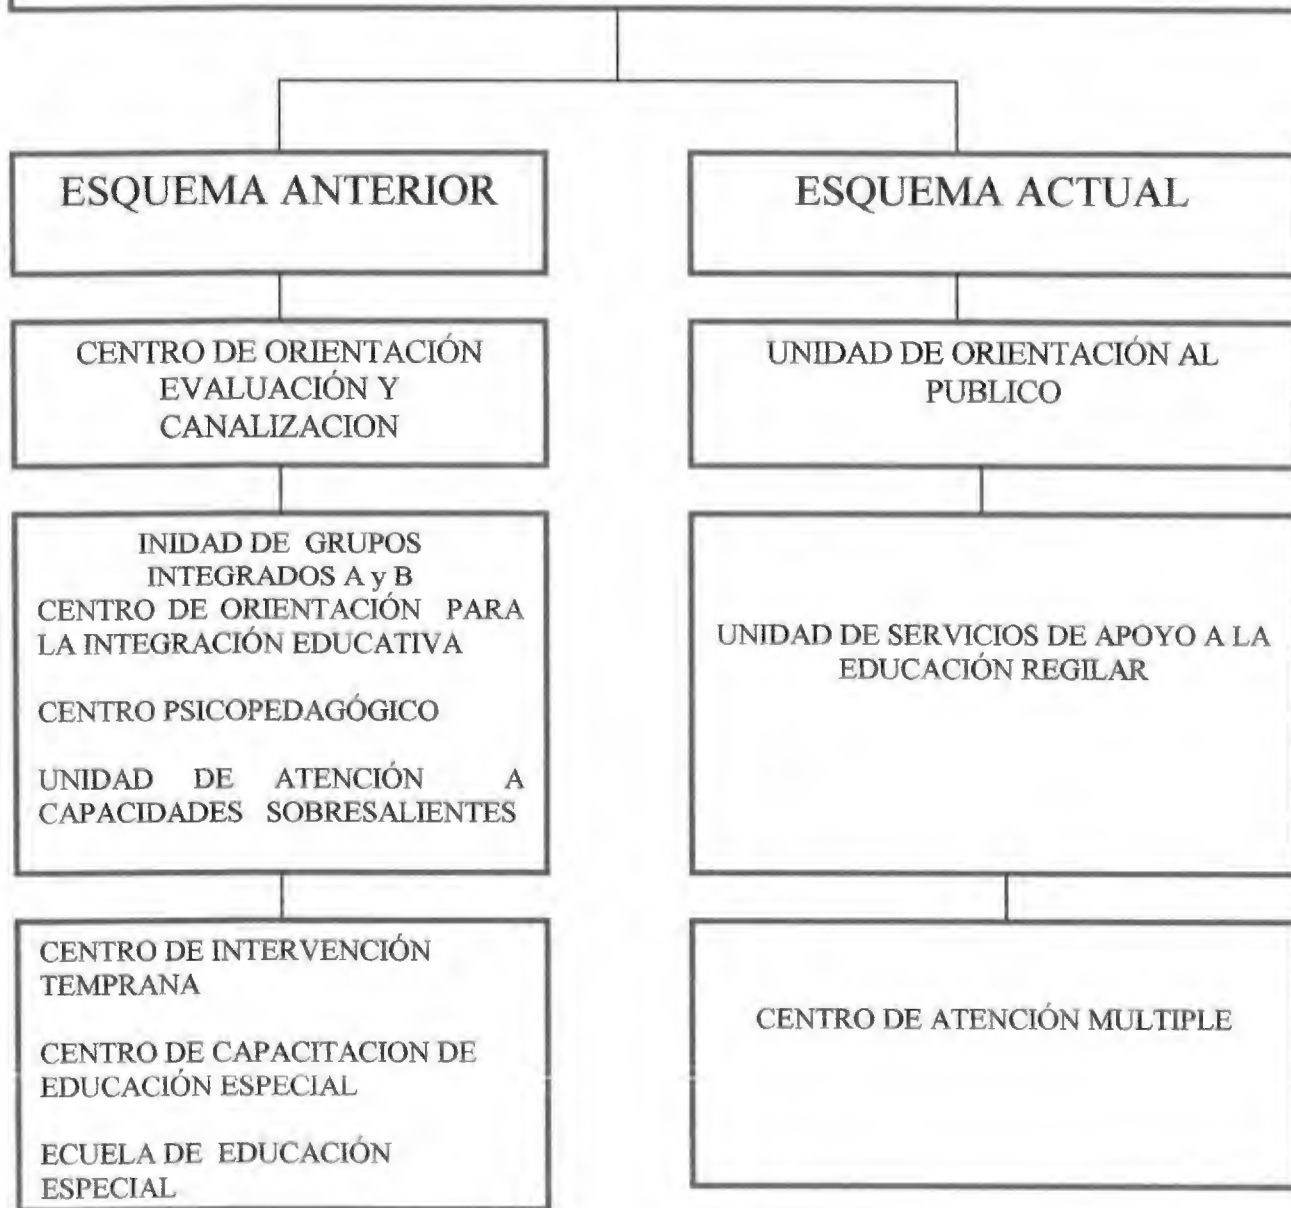 ESQUEMA ANTERIOR
CENTRO DE ORIENTACIÓN
EVALUACIÓN Y
CANALIZACION
INIDAD DE GRUPOS
INTEGRADOS A y B
CENTRO DE ORIENTACIÓN PARA
LA INTEGRACIÓN EDUCATIVA
CENTRO PSICOPEDAGÓGICO
UNIDAD DE ATENCIÓN A
CAPACIDADES SOBRESALIENTES
CENTRO DE INTERVENCIÓN
TEMPRANA
CENTRO DE CAPACITACION DE
EDUCACIÓN ESPECIAL
ECUELA DE EDUCACIÓN
ESPECIAL
ESQUEMA ACTUAL
UNIDAD DE ORIENTACIÓN AL
PUBLICO
UNIDAD DE SERVICIOS DE APOYO A LA
EDUCACIÓN REGILAR
CENTRO DE ATENCIÓN MULTIPLE